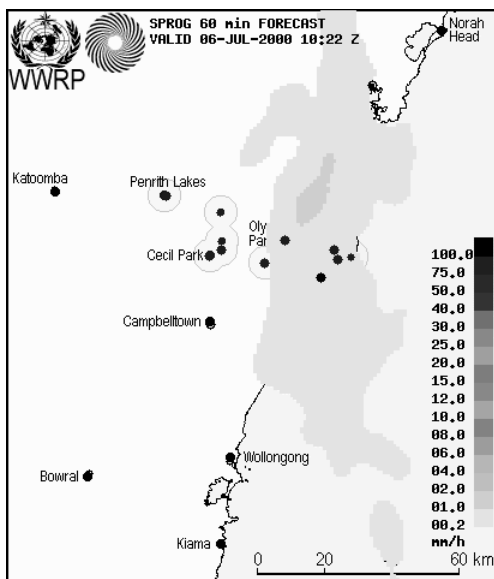 SPROG 60 min FORECAST
VALID 06-JUL-2000 10:22 Z
WWRP
Norah
Head
Katoomba
Penrith Lakes
Oly
Par
Cecil Park
Campbelltown
Wollongong
Bowral
Kiama
100.0
75.0
50.0
40.0
30.0
25.0
20.0
15.0
12.0
10.0
08.0
06.0
04.0
02.0
01.0
00.2
mm/h
0 20 40 60 km